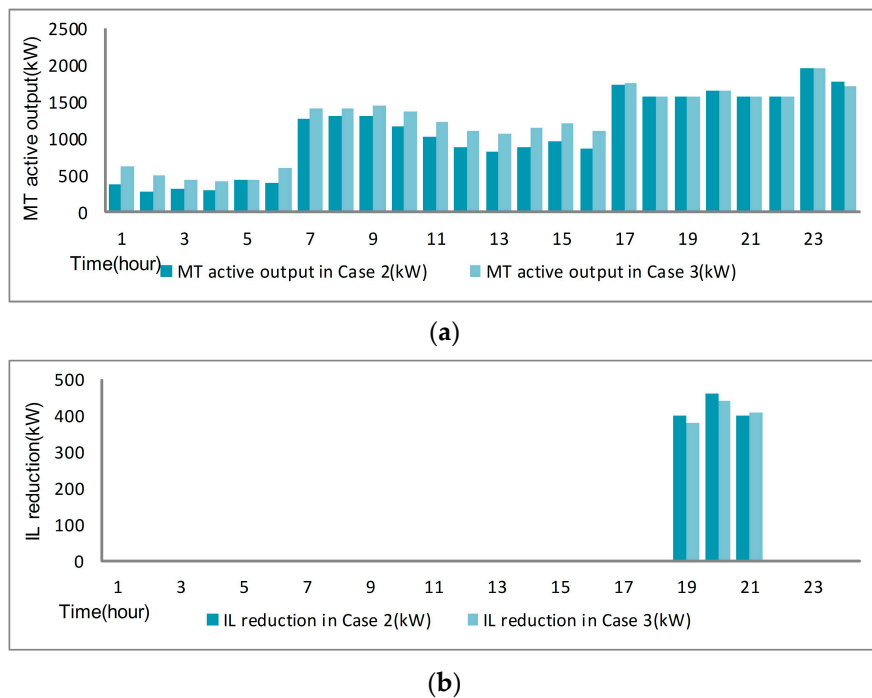 MT active output(kW)
2500
2000
1500
1000
500
0
1 3 5 7 9 11 13 15 17 19 21 23
Time(hour)
MT active output in Case 2(kW) MT active output in Case 3(kW)
(a)
IL reduction(kW)
500
400
300
200
100
0
1 3 5 7 9 11 13 15 17 19 21 23
Time(hour)
IL reduction in Case 2(kW) IL reduction in Case 3(kW)
(b)